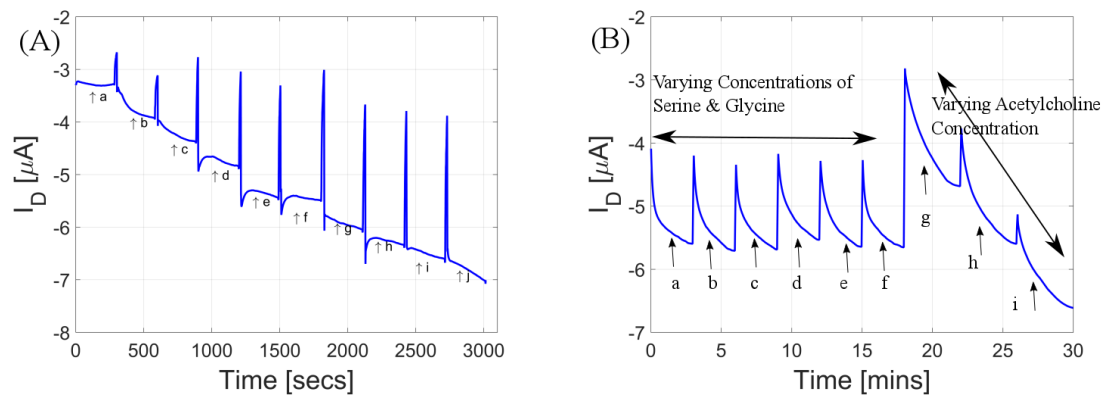 (A)
-2
-3
-4
-5
-6
-7
-8
I_D [μA]
↑ a
↑ b
↑ c
↑ d
↑ e
↑ f
↑ g
↑ h
↑ i
↑ j
0
500
1000
1500
2000
2500
3000
Time [secs]
(B)
-2
-3
-4
-5
-6
-7
I_D [μA]
Varying Concentrations of
Serine & Glycine
Varying Acetylcholine
Concentration
a
b
c
d
e
f
g
h
i
0
5
10
15
20
25
30
Time [mins]